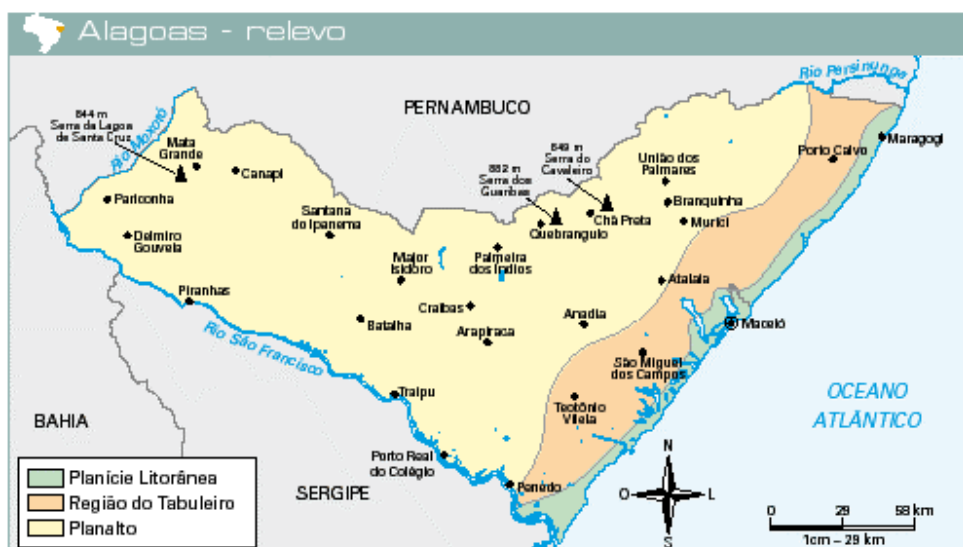 Alagoas - relevo
Rio Persinunga
PERNAMBUCO
844 m
Serra da Lagoa
de Santa Cruz
Rio Moxotó
Mata
Grande
Canapi
Pariconha
Delmiro
Gouveia
Piranhas
Santana
do Ipanema
Major
Isidoro
Batalha
Craíbas
Arapiraca
Palmeira
dos Índios
882 m
Serra dos
Guaribas
849 m
Serra do
Cavaleiro
Quebrangulo
Chã Preta
União dos
Palmares
Branquinha
Murici
Porto Calvo
Maragogi
Atalaia
Anadia
Maceió
São Miguel
dos Campos
Teotônio
Vilela
Rio São Francisco
Traipu
Porto Real
do Colégio
Penedo
BAHIA
SERGIPE
OCEANO
ATLÂNTICO
Planície Litorânea
Região do Tabuleiro
Planalto
N
O
L
S
0 29 58 km
1cm – 29 km